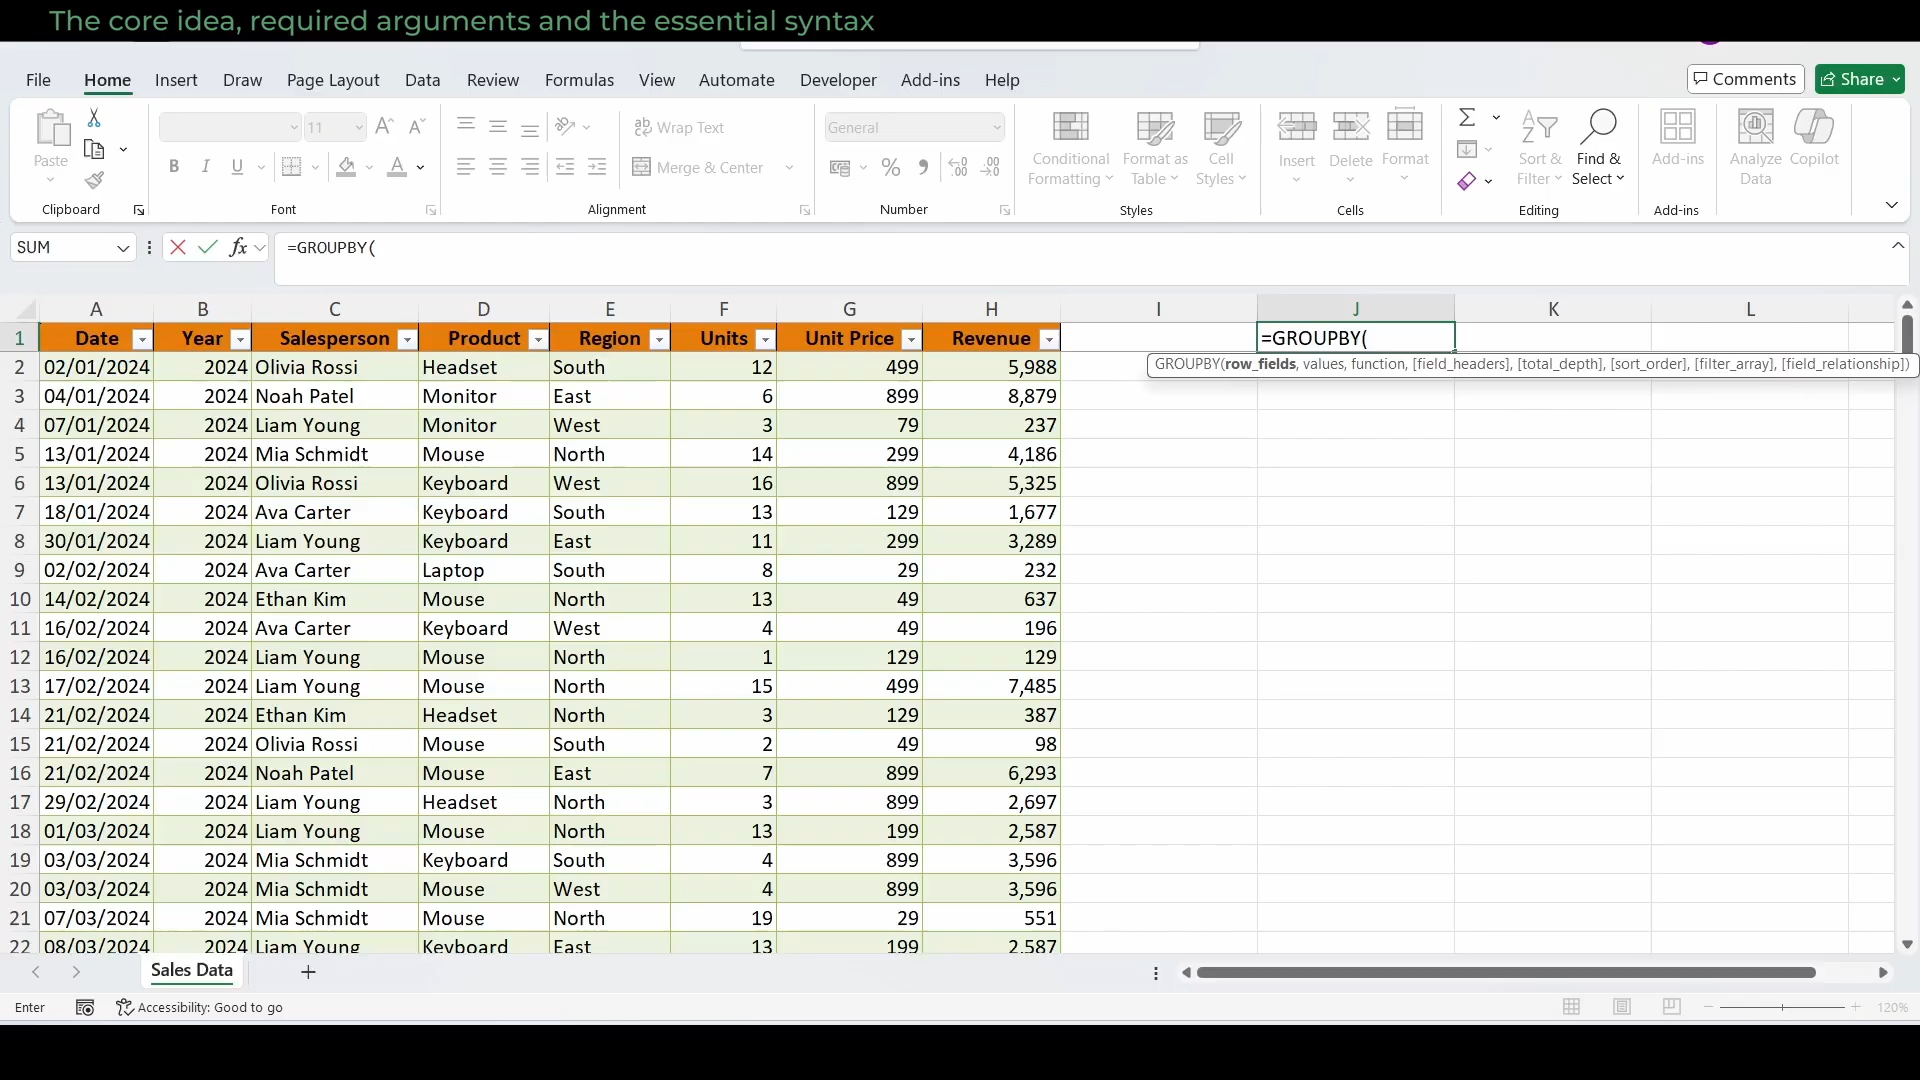 The core idea, required arguments and the essential syntax
File Home Insert Draw Page Layout Data Review Formulas View Automate Developer Add-ins Help Comments Share
Paste 11 Wrap Text General Conditional Formatting Format as Table Cell Styles Insert Delete Format Sort & Filter Find & Select Add-ins Analyze Data Copilot
B I U A Merge & Center % 9
Clipboard Font Alignment Number Styles Cells Editing Add-ins
SUM fx =GROUPBY(
A B C D E F G H I J K L
1 Date Year Salesperson Product Region Units Unit Price Revenue =GROUPBY(
GROUPBY(row_fields, values, function, [field_headers], [total_depth], [sort_order], [filter_array], [field_relationship])
2 02/01/2024 2024 Olivia Rossi Headset South 12 499 5,988
3 04/01/2024 2024 Noah Patel Monitor East 6 899 8,879
4 07/01/2024 2024 Liam Young Monitor West 3 79 237
5 13/01/2024 2024 Mia Schmidt Mouse North 14 299 4,186
6 13/01/2024 2024 Olivia Rossi Keyboard West 16 899 5,325
7 18/01/2024 2024 Ava Carter Keyboard South 13 129 1,677
8 30/01/2024 2024 Liam Young Keyboard East 11 299 3,289
9 02/02/2024 2024 Ava Carter Laptop South 8 29 232
10 14/02/2024 2024 Ethan Kim Mouse North 13 49 637
11 16/02/2024 2024 Ava Carter Keyboard West 4 49 196
12 16/02/2024 2024 Liam Young Mouse North 1 129 129
13 17/02/2024 2024 Liam Young Mouse North 15 499 7,485
14 21/02/2024 2024 Ethan Kim Headset North 3 129 387
15 21/02/2024 2024 Olivia Rossi Mouse South 2 49 98
16 21/02/2024 2024 Noah Patel Mouse East 7 899 6,293
17 29/02/2024 2024 Liam Young Headset North 3 899 2,697
18 01/03/2024 2024 Liam Young Mouse North 13 199 2,587
19 03/03/2024 2024 Mia Schmidt Keyboard South 4 899 3,596
20 03/03/2024 2024 Mia Schmidt Mouse West 4 899 3,596
21 07/03/2024 2024 Mia Schmidt Mouse North 19 29 551
22 08/03/2024 2024 Liam Young Keyboard East 13 199 2,587
Sales Data
Enter Accessibility: Good to go 120%